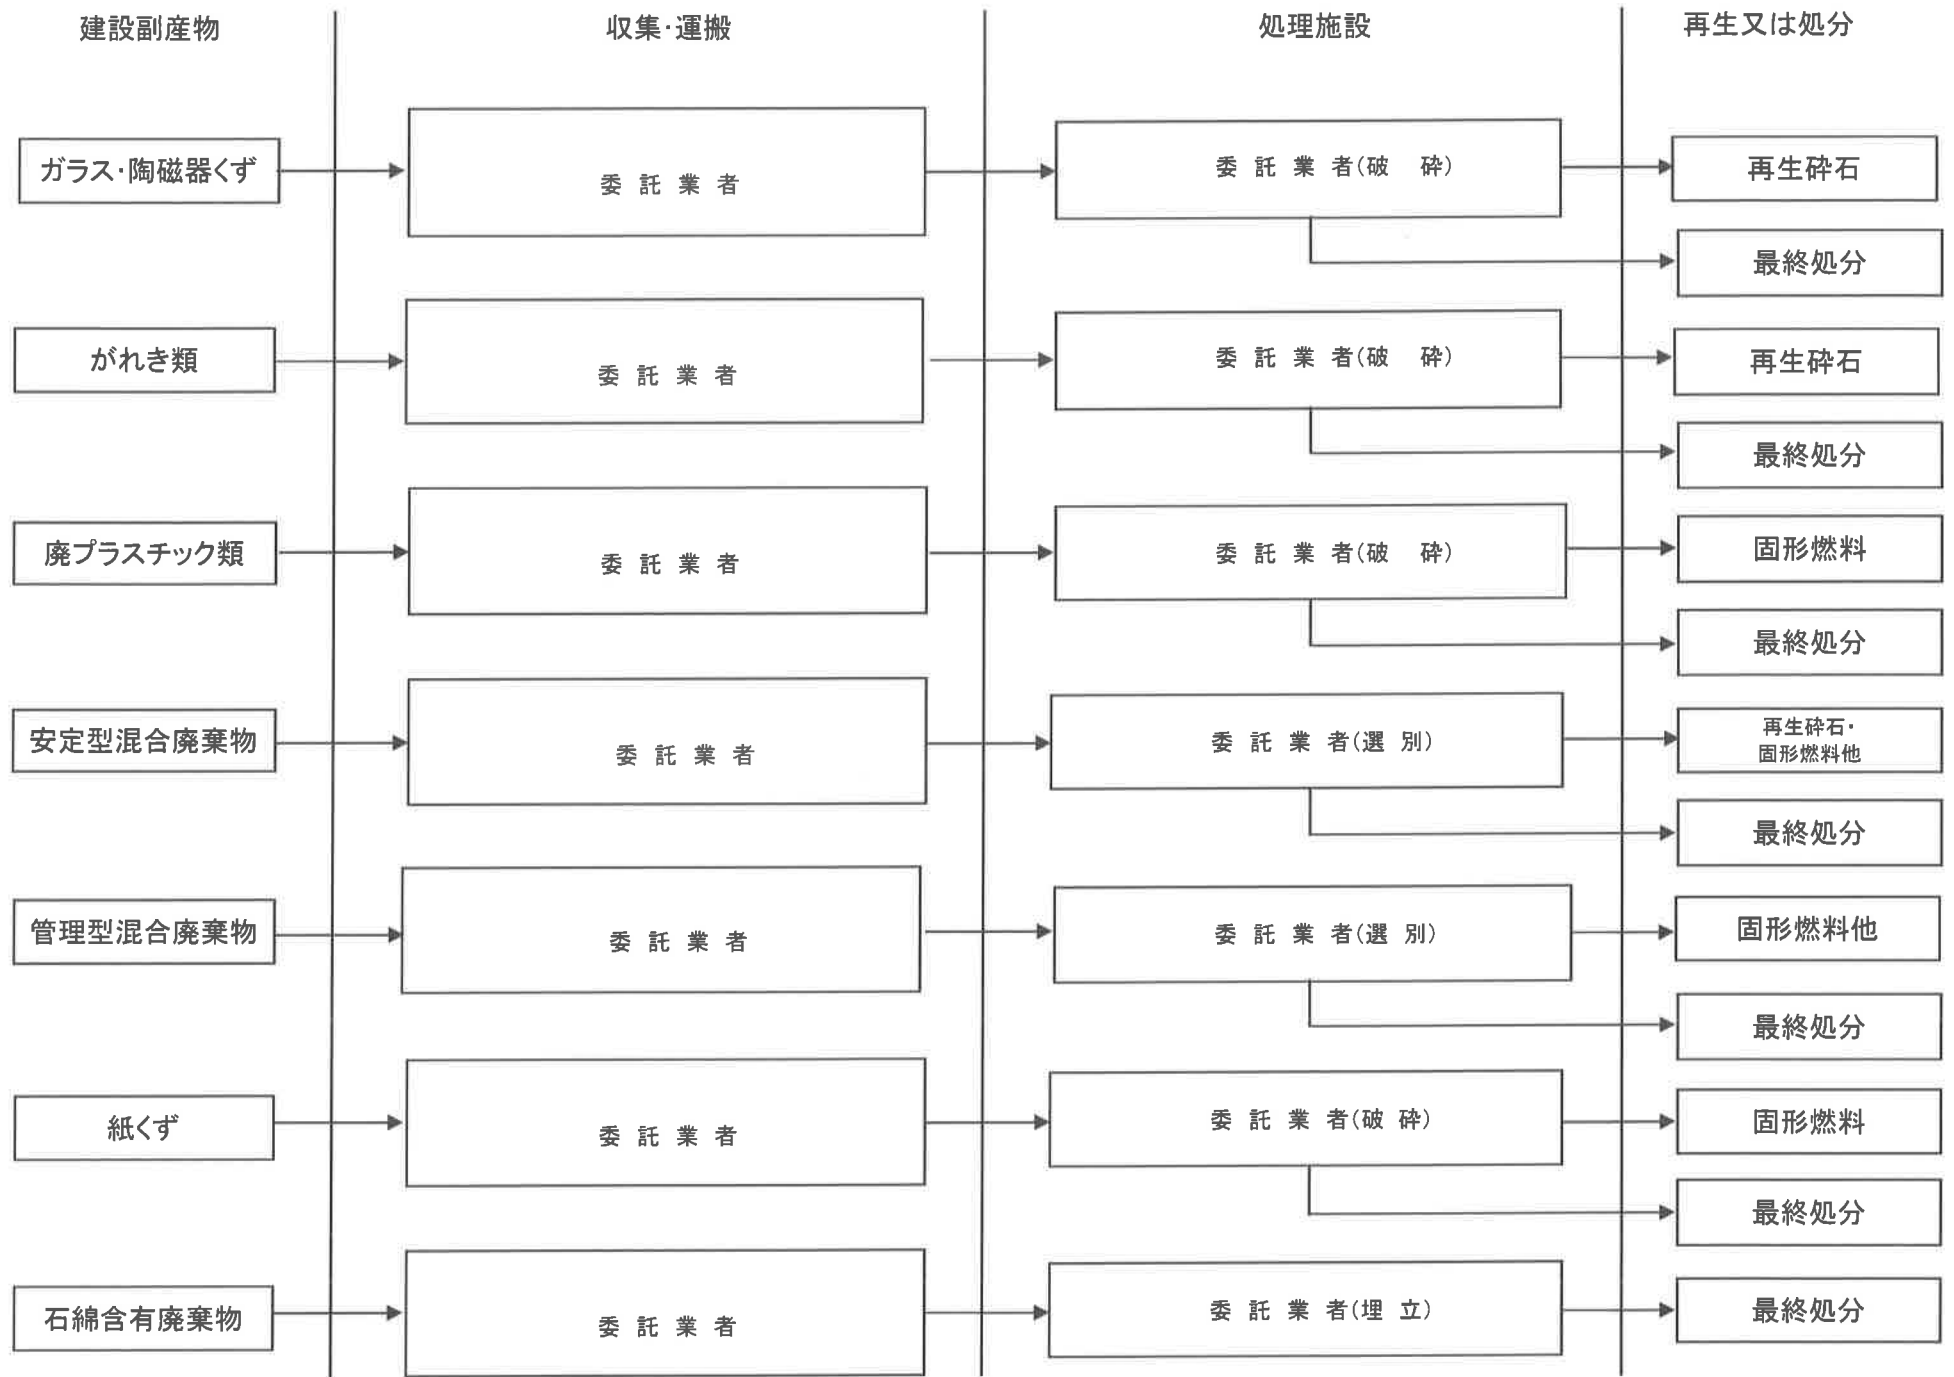 建設副産物
収集・運搬
処理施設
再生又は処分
ガラス・陶磁器くず
委 託 業 者
委 託 業 者(破 砕)
再生砕石
最終処分
がれき類
委 託 業 者
委 託 業 者(破 砕)
再生砕石
最終処分
廃プラスチック類
委 託 業 者
委 託 業 者(破 砕)
固形燃料
最終処分
安定型混合廃棄物
委 託 業 者
委 託 業 者(選 別)
再生砕石・
固形燃料他
最終処分
管理型混合廃棄物
委 託 業 者
委 託 業 者(選 別)
固形燃料他
最終処分
紙くず
委 託 業 者
委 託 業 者(破 砕)
固形燃料
最終処分
石綿含有廃棄物
委 託 業 者
委 託 業 者(埋 立)
最終処分